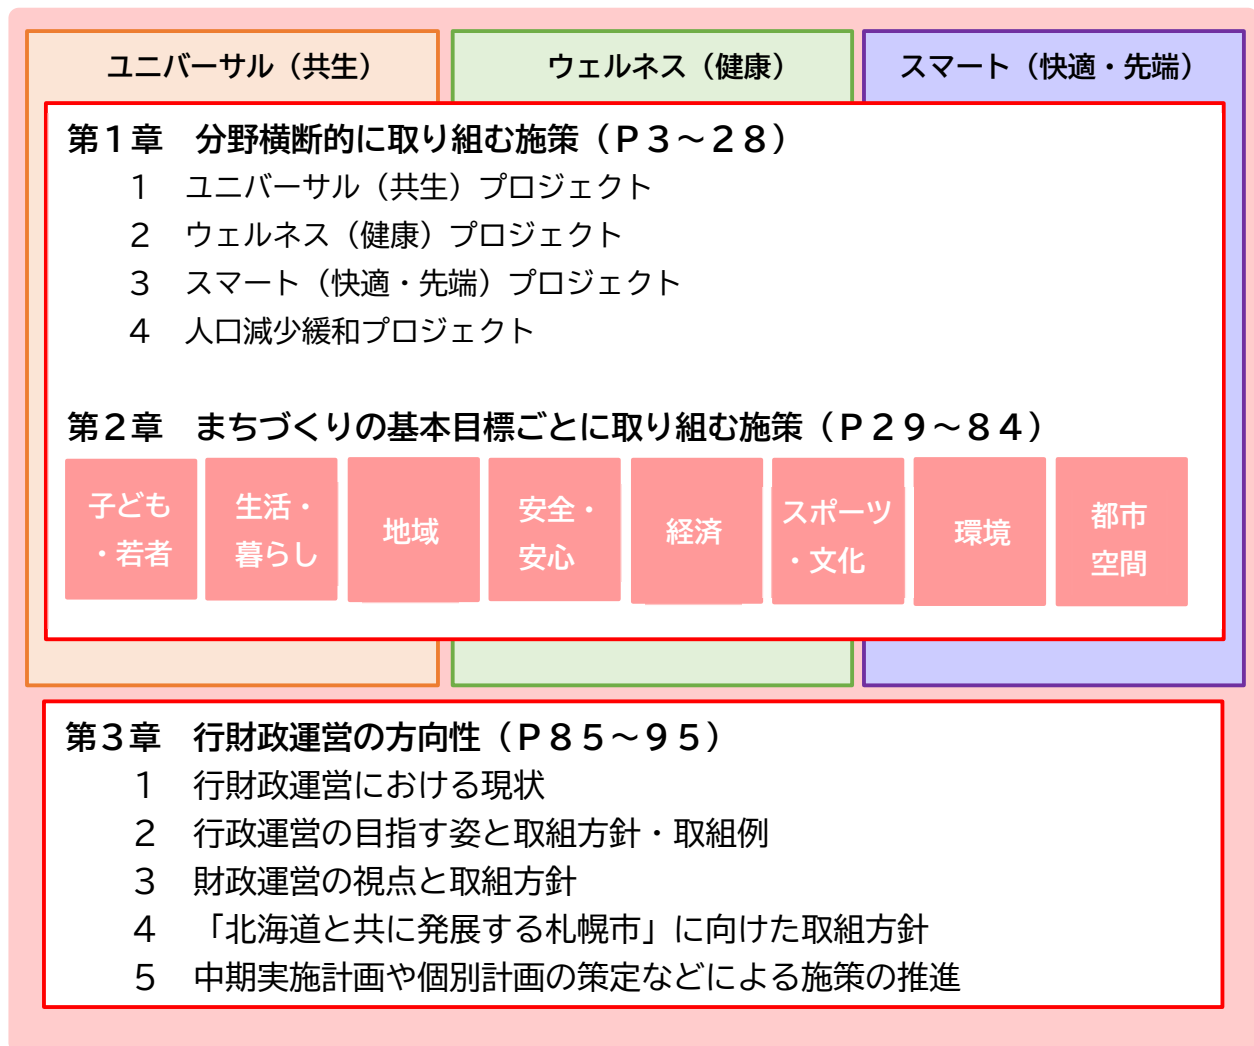 ユニバーサル（共生）
ウェルネス（健康）
スマート（快適・先端）
第１章　分野横断的に取り組む施策（Ｐ３～２８）
１　ユニバーサル（共生）プロジェクト
２　ウェルネス（健康）プロジェクト
３　スマート（快適・先端）プロジェクト
４　人口減少緩和プロジェクト
第２章　まちづくりの基本目標ごとに取り組む施策（Ｐ２９～８４）
子ども
・若者
生活・
暮らし
地域
安全・
安心
経済
スポーツ
・文化
環境
都市
空間
第３章　行財政運営の方向性（Ｐ８５～９５）
１　行財政運営における現状
２　行政運営の目指す姿と取組方針・取組例
３　財政運営の視点と取組方針
４　「北海道と共に発展する札幌市」に向けた取組方針
５　中期実施計画や個別計画の策定などによる施策の推進